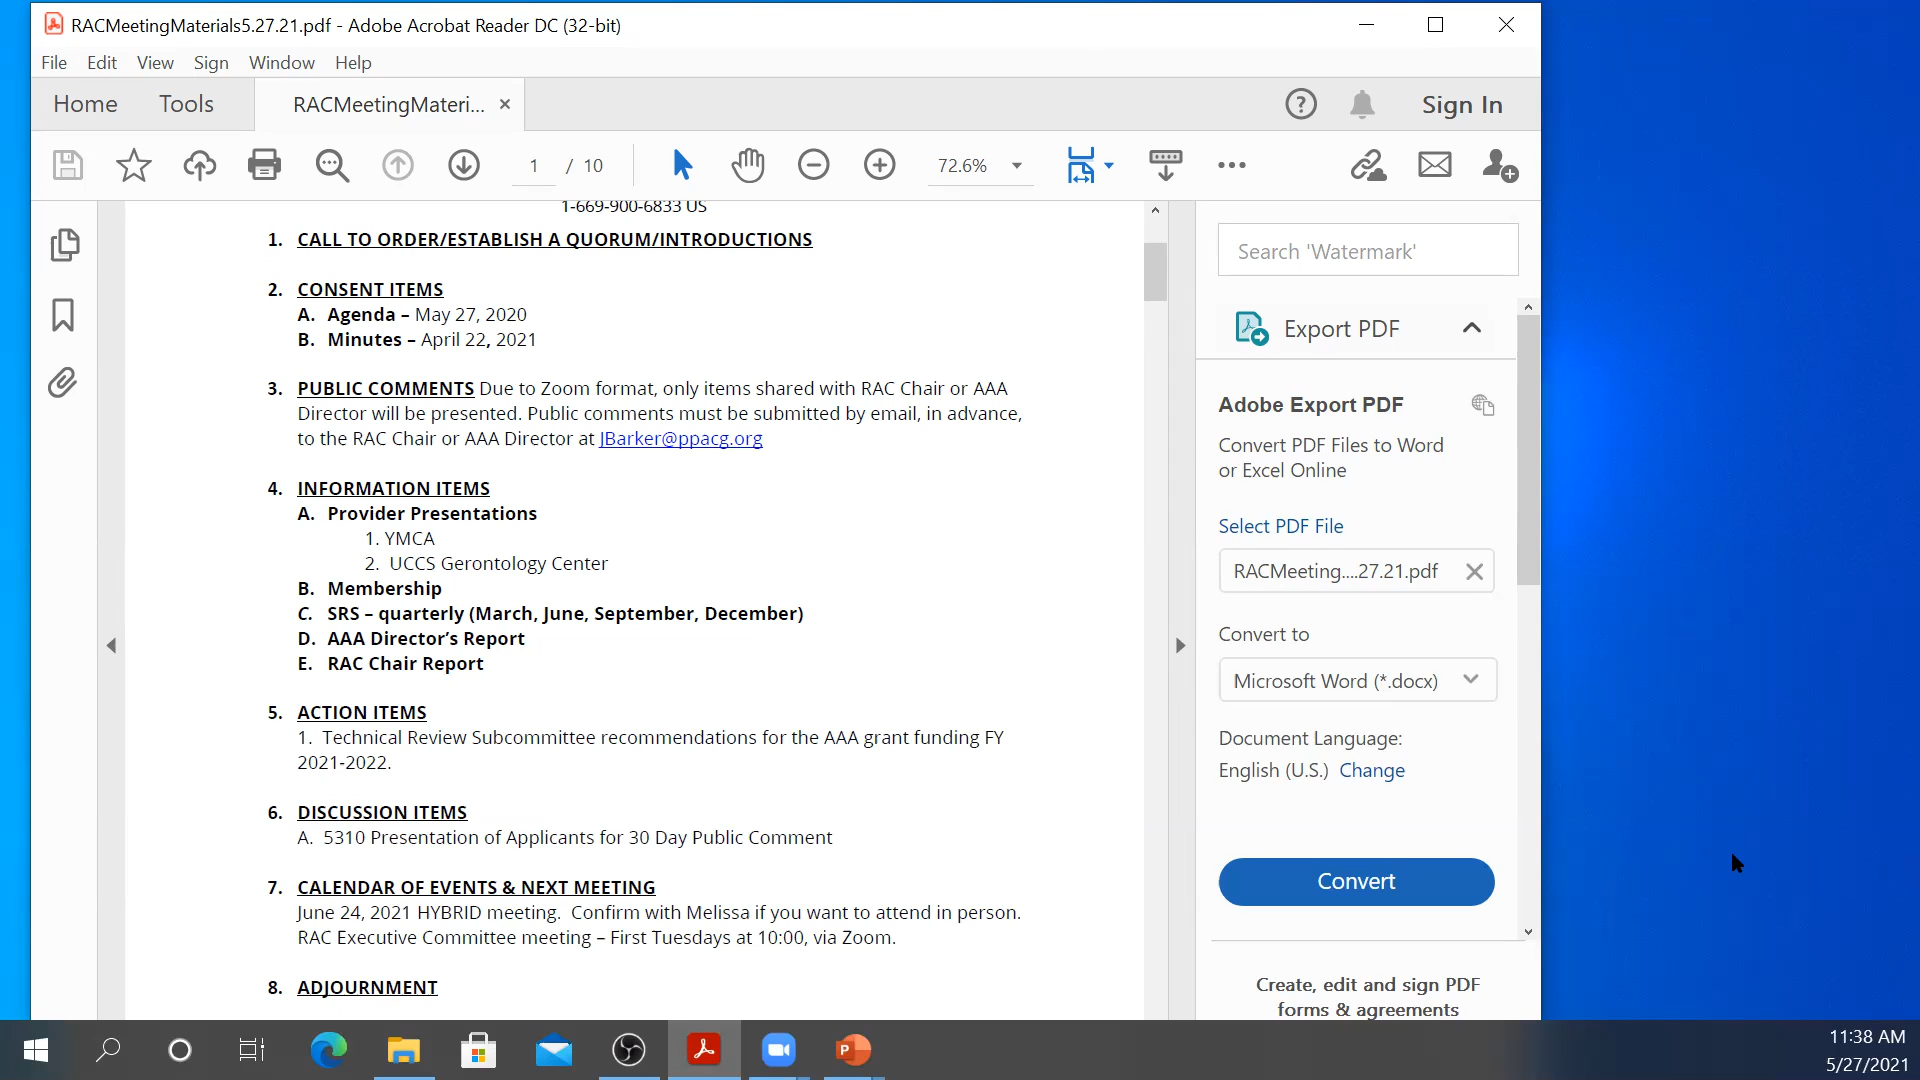 RACMeetingMaterials5.27.21.pdf - Adobe Acrobat Reader DC (32-bit)
File Edit View Sign Window Help
Home Tools RACMeetingMateri... × Sign In
1 / 10 72.6%
1-669-900-6833 US
1. CALL TO ORDER/ESTABLISH A QUORUM/INTRODUCTIONS
2. CONSENT ITEMS
A. Agenda – May 27, 2020
B. Minutes – April 22, 2021
3. PUBLIC COMMENTS Due to Zoom format, only items shared with RAC Chair or AAA
Director will be presented. Public comments must be submitted by email, in advance,
to the RAC Chair or AAA Director at JBarker@ppacg.org
4. INFORMATION ITEMS
A. Provider Presentations
1. YMCA
2. UCCS Gerontology Center
B. Membership
C. SRS – quarterly (March, June, September, December)
D. AAA Director’s Report
E. RAC Chair Report
5. ACTION ITEMS
1. Technical Review Subcommittee recommendations for the AAA grant funding FY
2021-2022.
6. DISCUSSION ITEMS
A. 5310 Presentation of Applicants for 30 Day Public Comment
7. CALENDAR OF EVENTS & NEXT MEETING
June 24, 2021 HYBRID meeting. Confirm with Melissa if you want to attend in person.
RAC Executive Committee meeting – First Tuesdays at 10:00, via Zoom.
8. ADJOURNMENT
Search 'Watermark'
Export PDF
Adobe Export PDF
Convert PDF Files to Word
or Excel Online
Select PDF File
RACMeeting....27.21.pdf
Convert to
Microsoft Word (*.docx)
Document Language:
English (U.S.) Change
Convert
Create, edit and sign PDF
forms & agreements
11:38 AM
5/27/2021